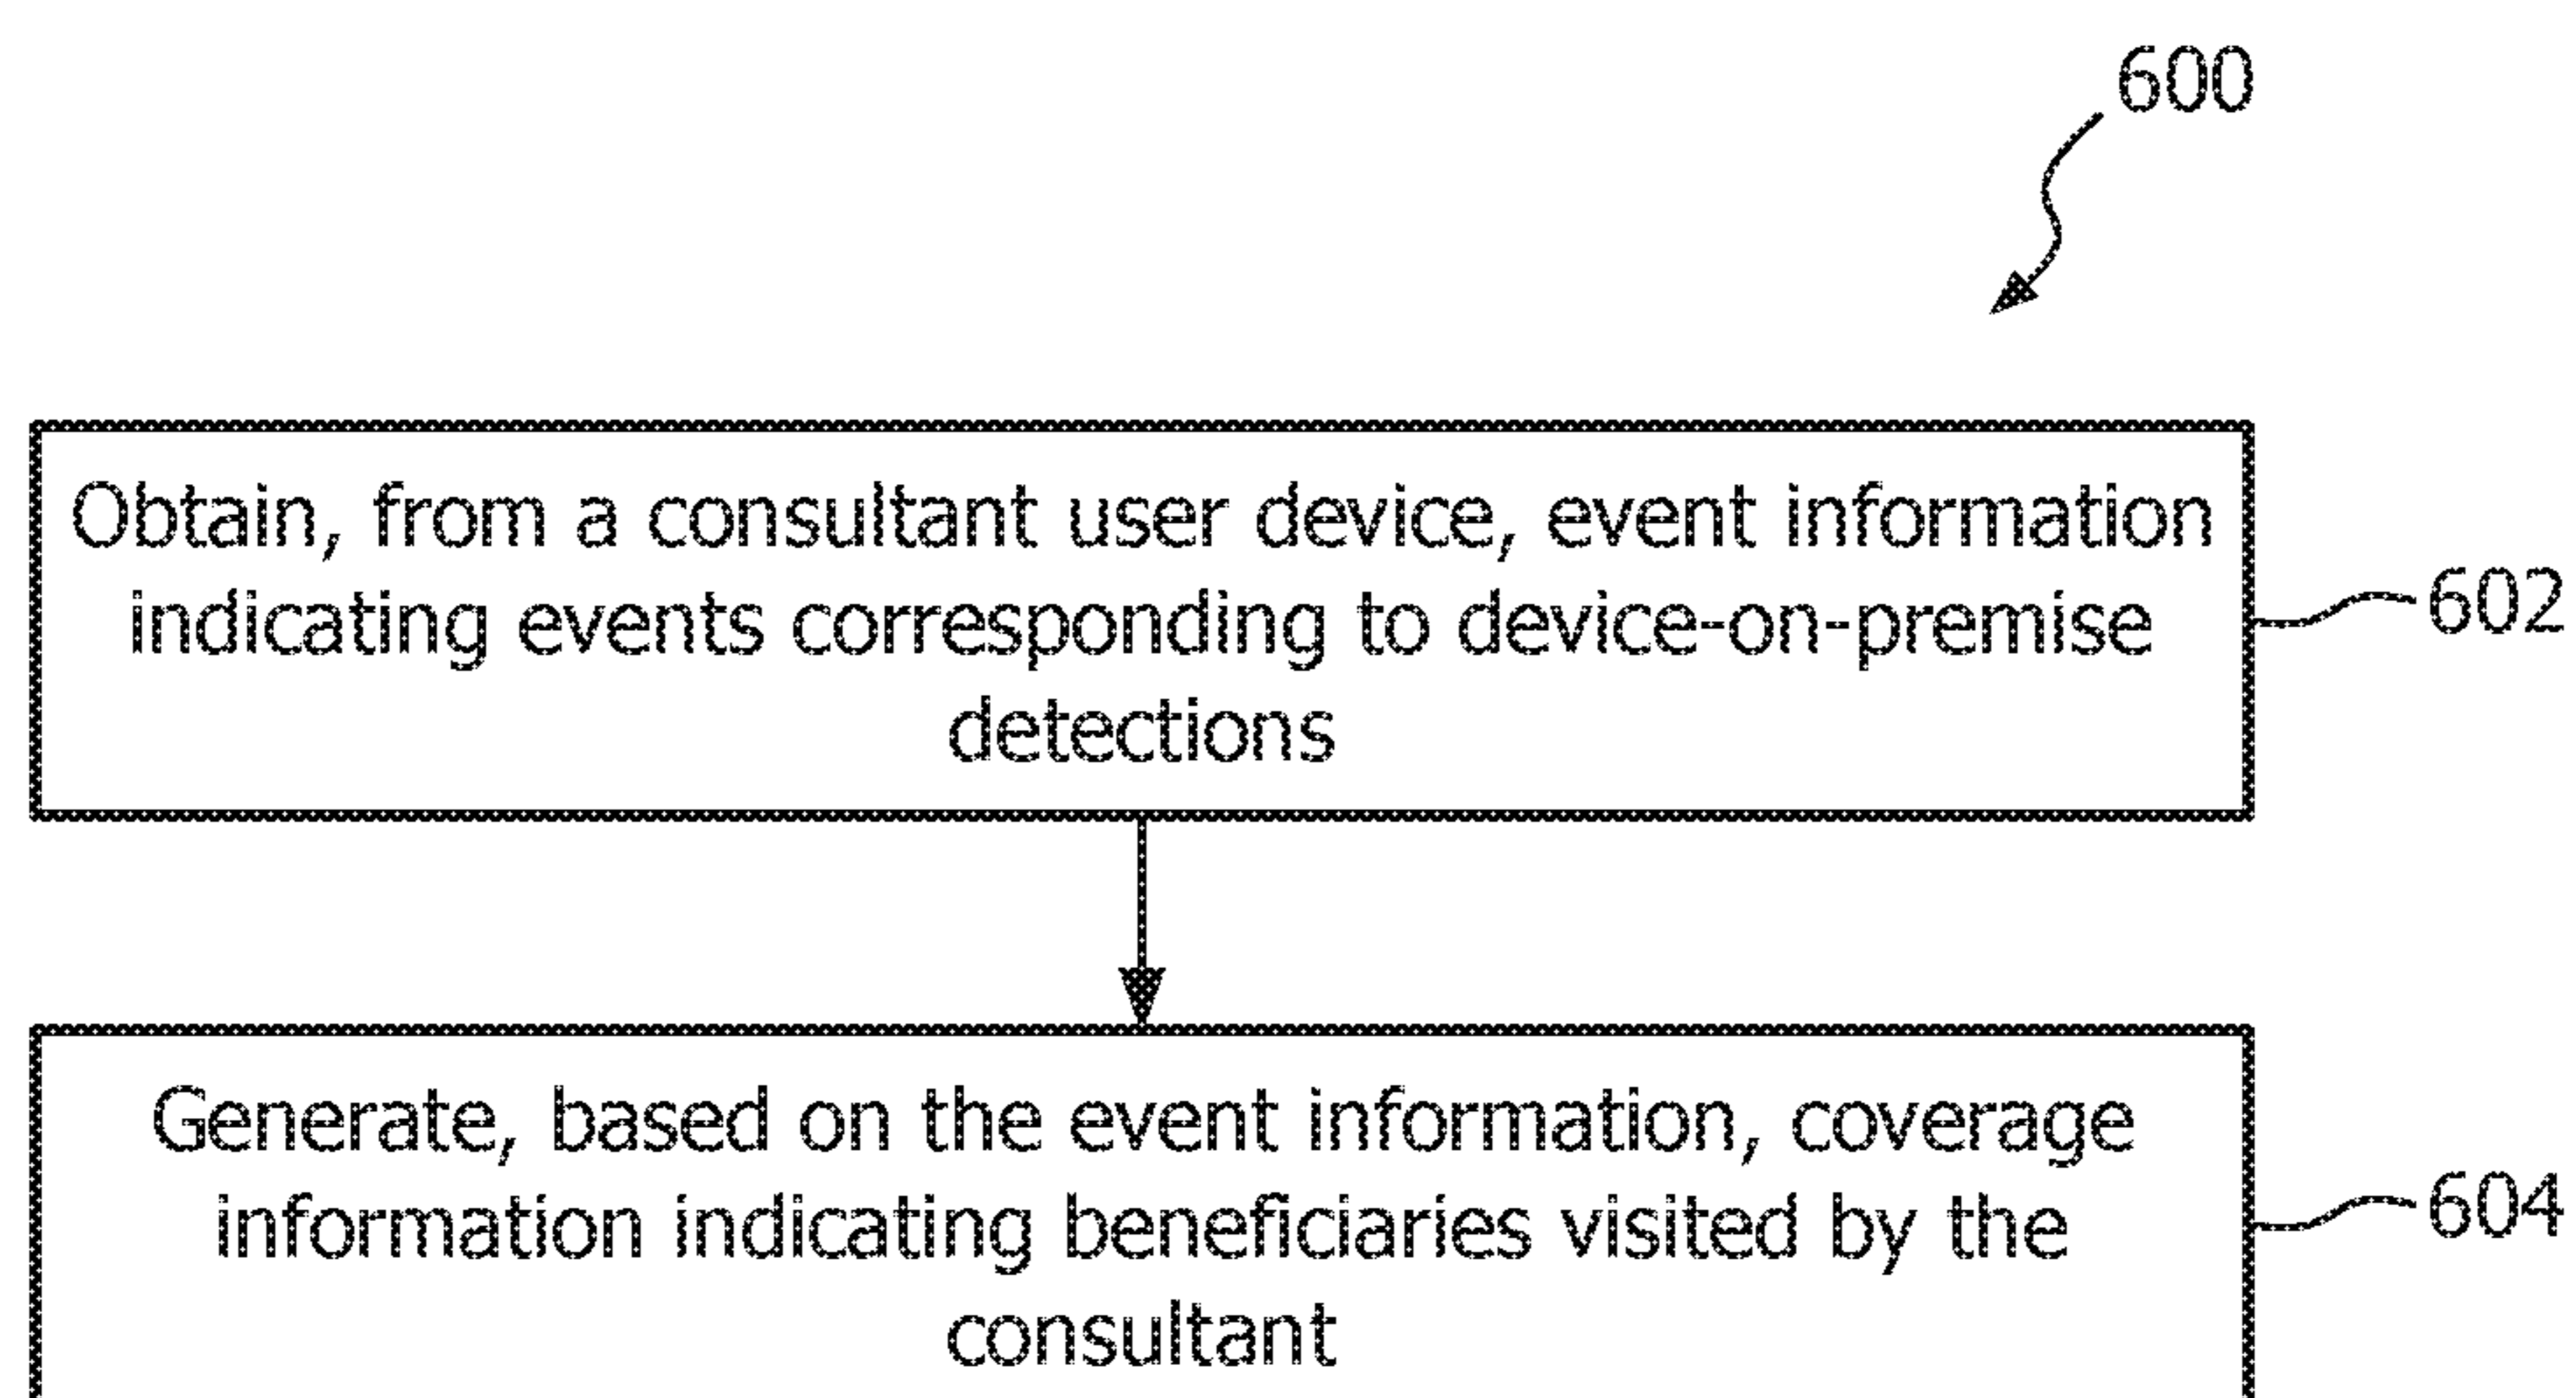 600
Obtain, from a consultant user device, event information
indicating events corresponding to device-on-premise
detections
602
Generate, based on the event information, coverage
information indicating beneficiaries visited by the
consultant
604